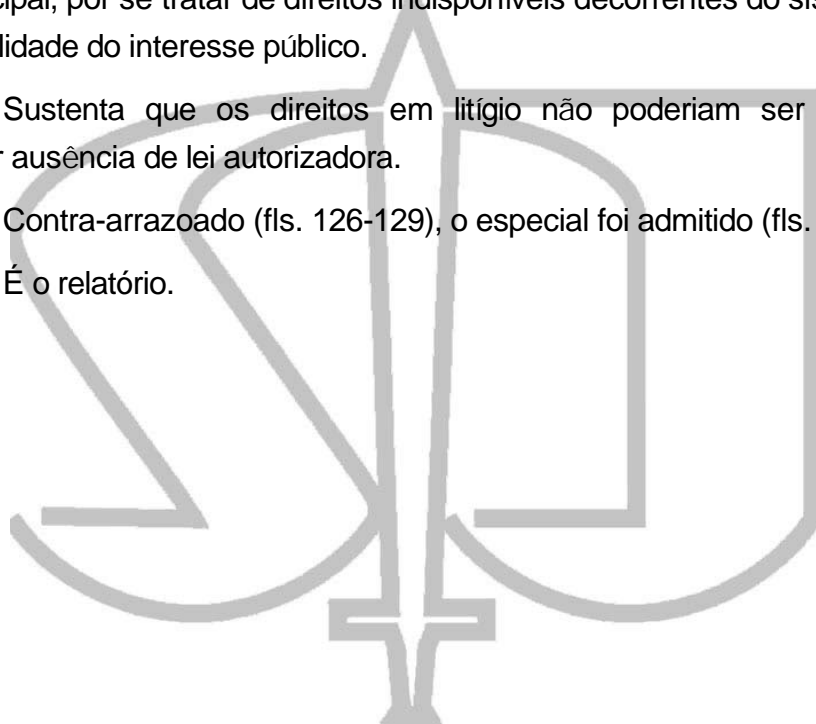 cipal, por se tratar de direitos indisponíveis decorrentes do sis
lidade do interesse público.
Sustenta que os direitos em litígio não poderiam ser
r ausência de lei autorizadora.
Contra-arrazoado (fls. 126-129), o especial foi admitido (fls.
É o relatório.